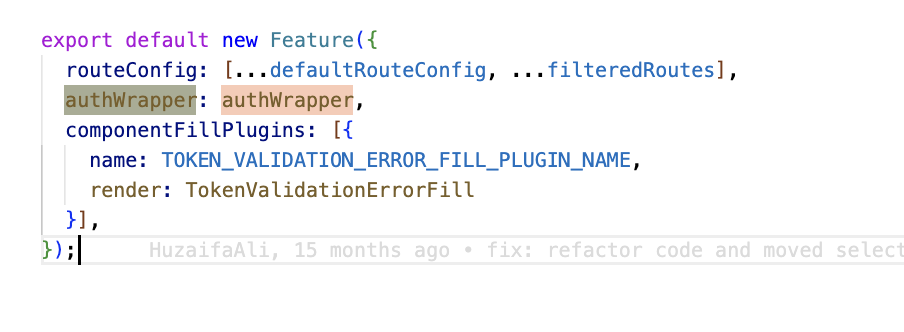 export default new Feature({
routeConfig: [...defaultRouteConfig, ...filteredRoutes],
authWrapper: authWrapper,
componentFillPlugins: [{
name: TOKEN_VALIDATION_ERROR_FILL_PLUGIN_NAME,
render: TokenValidationErrorFill
}],
}); HuzaifaAli, 15 months ago • fix: refactor code and moved select